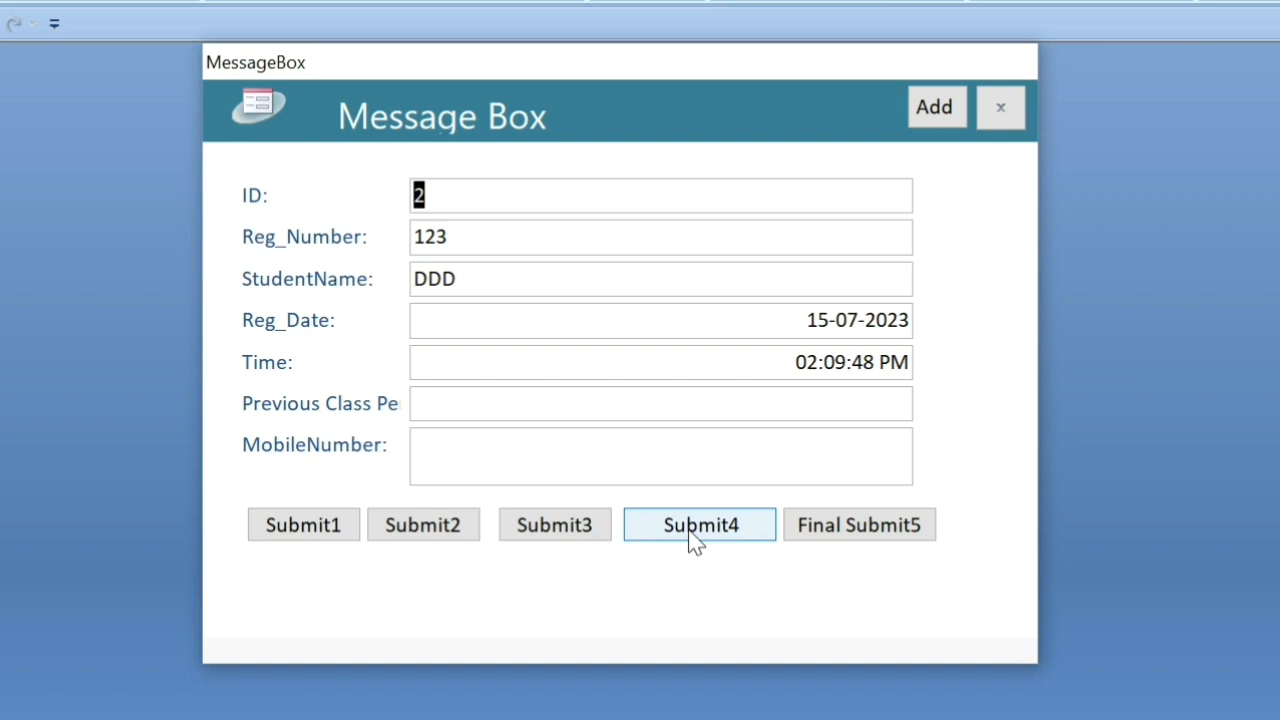 MessageBox
Message Box
Add
x
ID: 2
Reg_Number: 123
StudentName: DDD
Reg_Date: 15-07-2023
Time: 02:09:48 PM
Previous Class Pe
MobileNumber:
Submit1 Submit2 Submit3 Submit4 Final Submit5